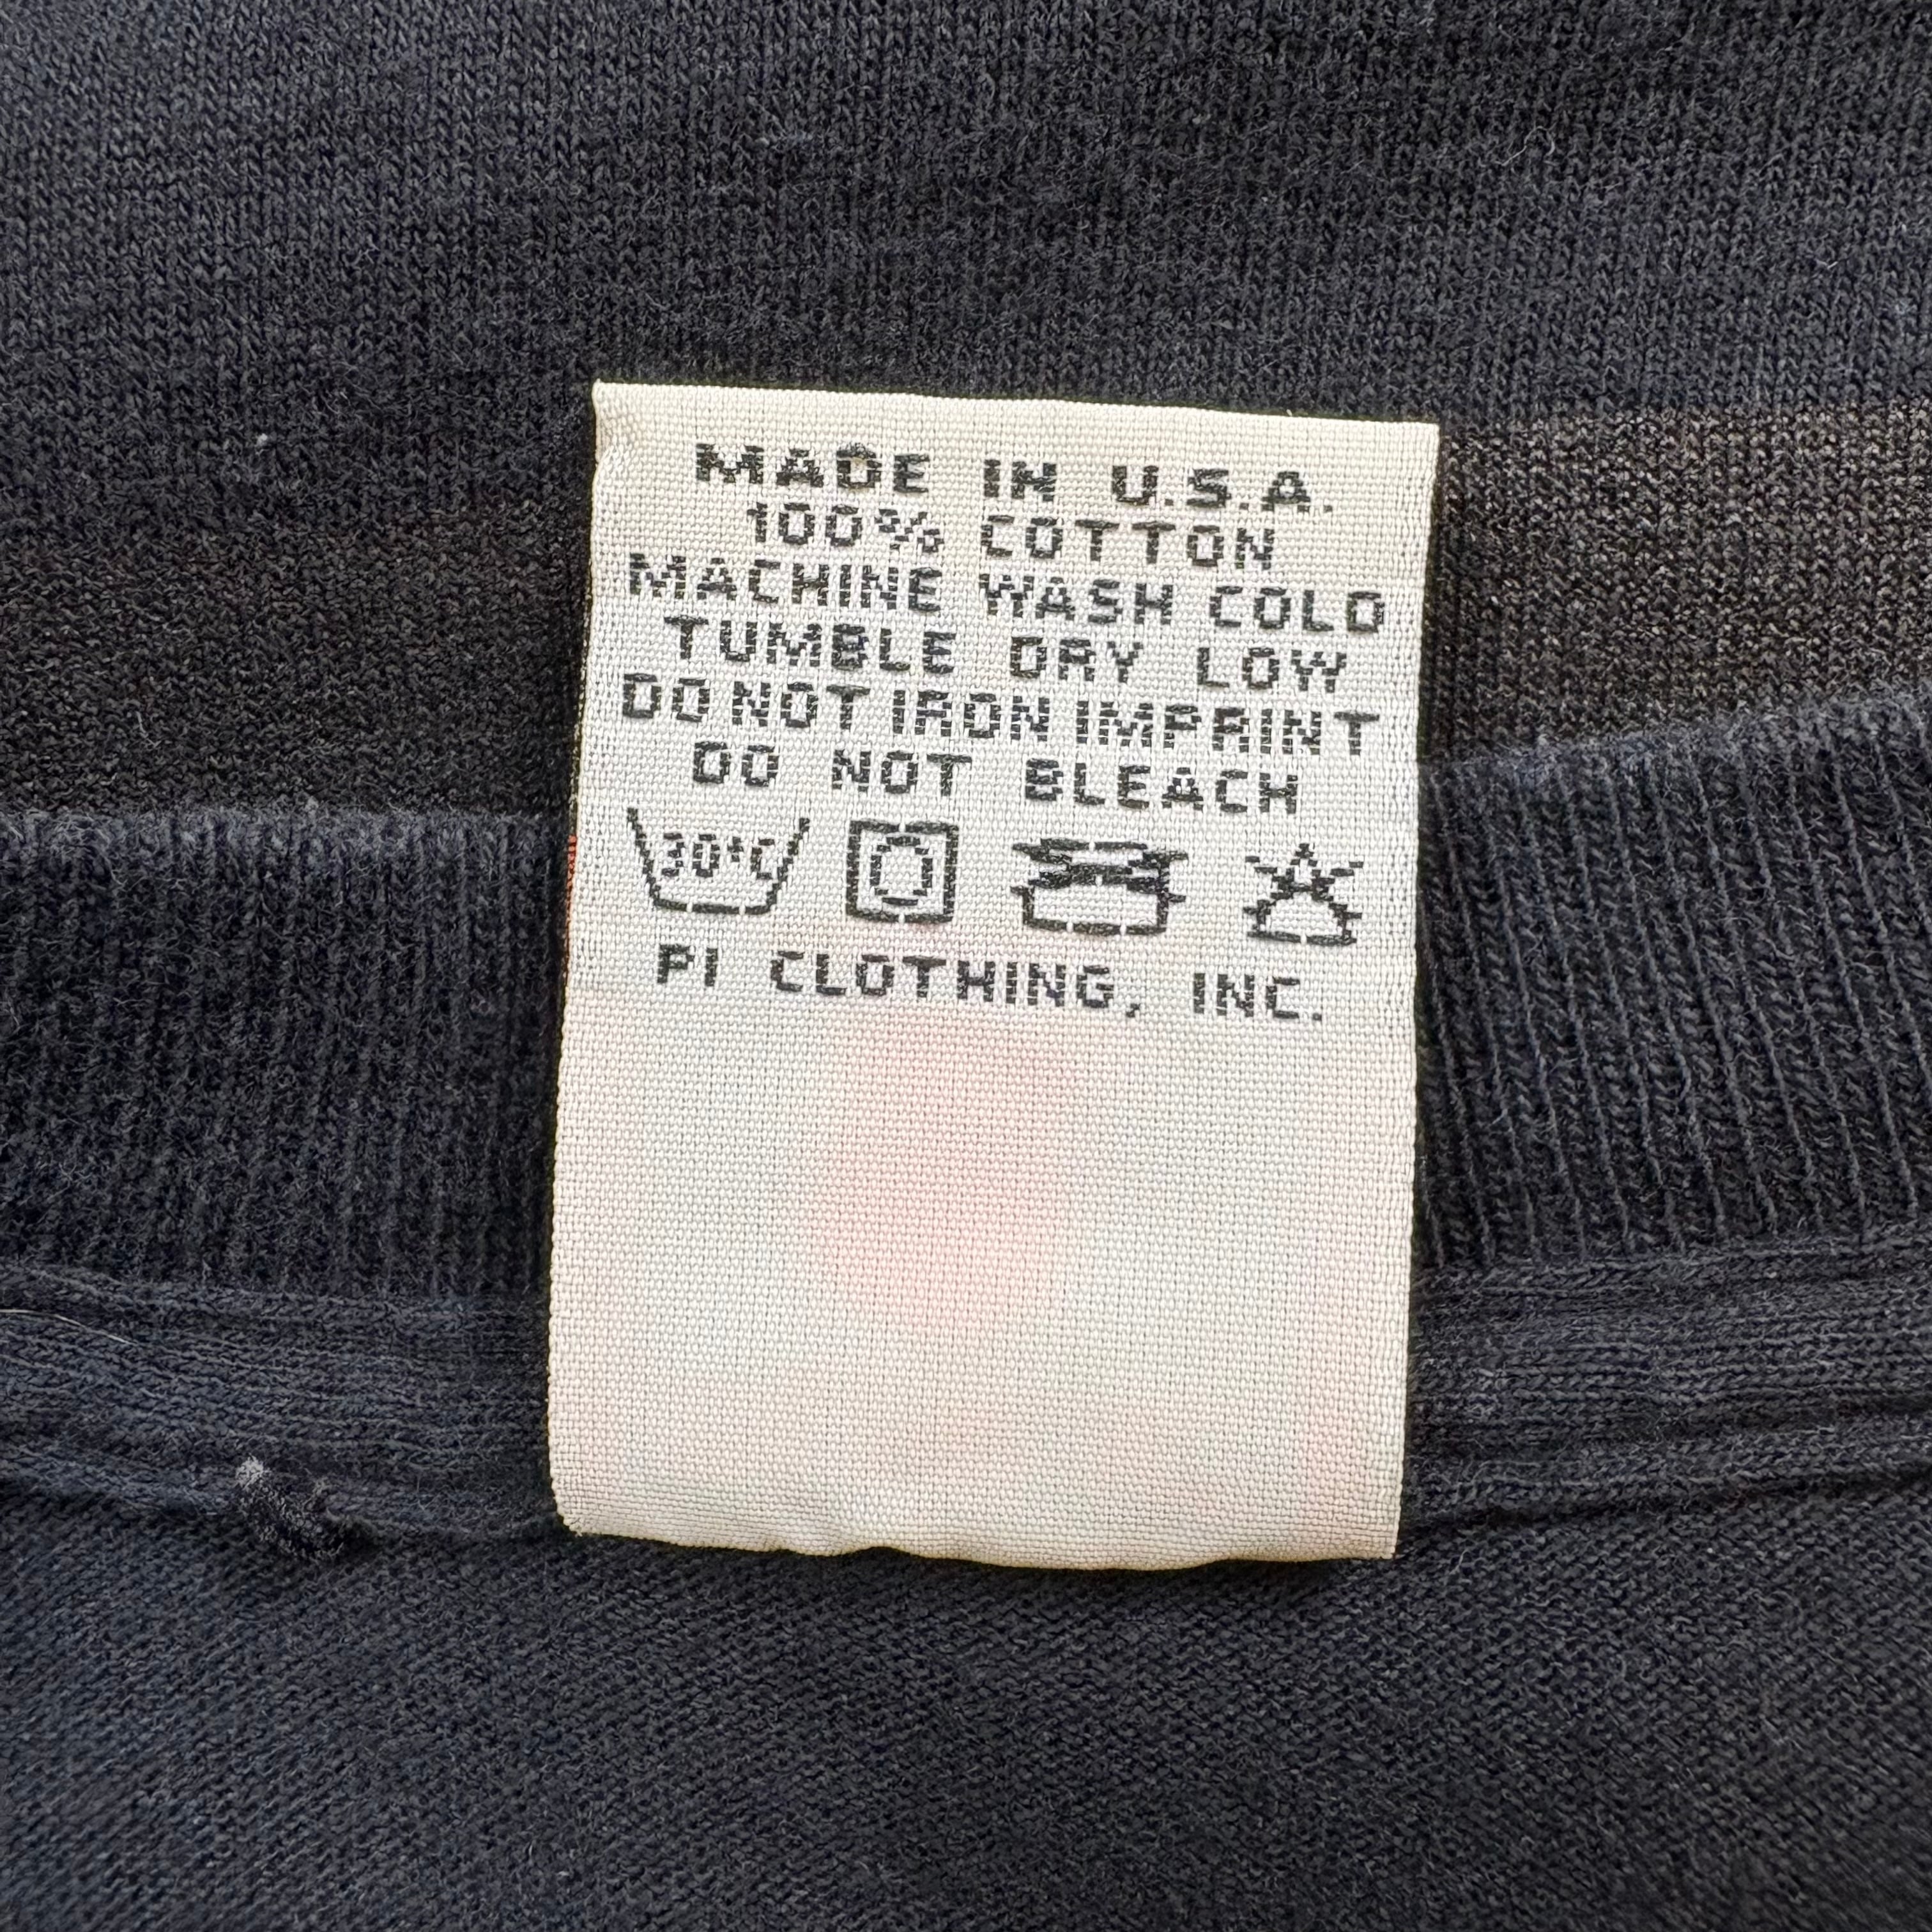 MADE IN U.S.A.
100% COTTON
MACHINE WASH COLD
TUMBLE DRY LOW
DO NOT IRON IMPRINT
DO NOT BLEACH
30°C
PI CLOTHING, INC.